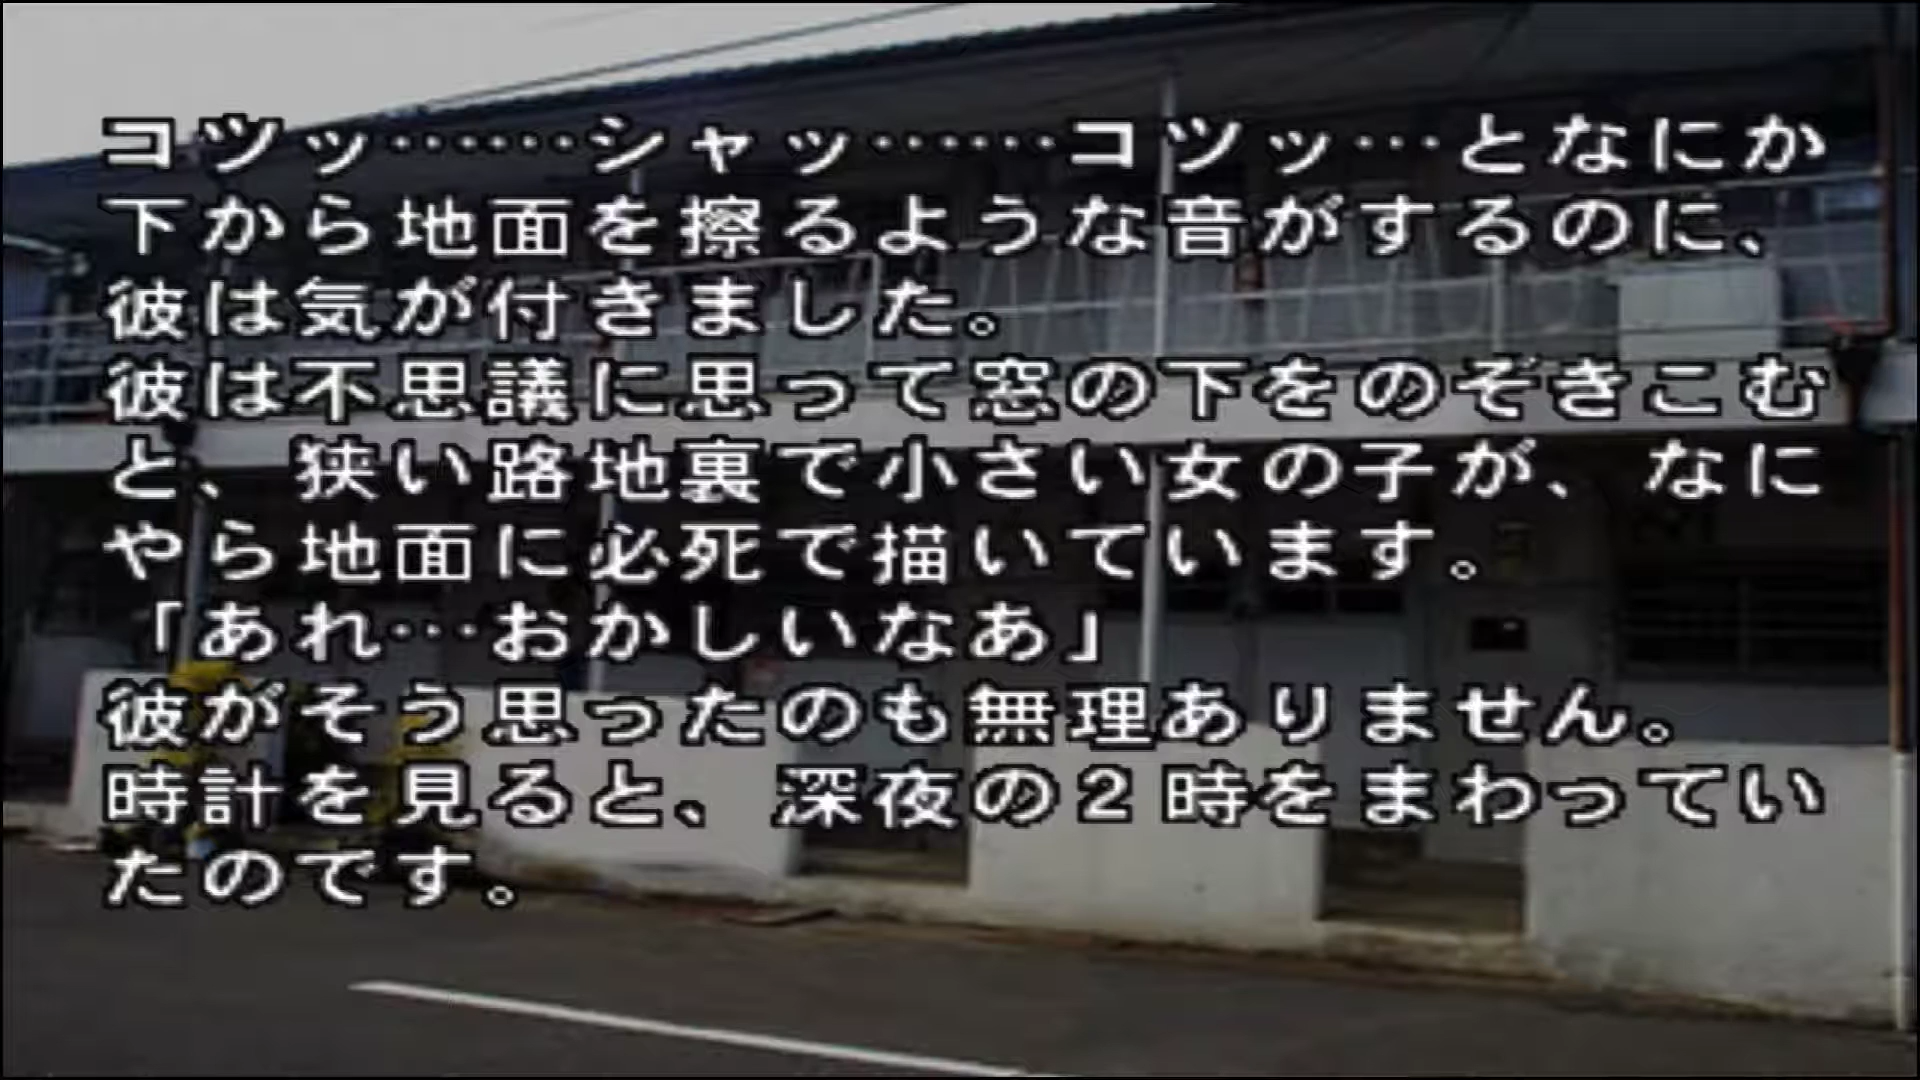 コツッ……シャッ……コツッ…となにか
下から地面を擦るような音がするのに、
彼は気が付きました。
彼は不思議に思って窓の下をのぞきこむ
と、狭い路地裏で小さい女の子が、なに
やら地面に必死で描いています。
「あれ…おかしいなあ」
彼がそう思ったのも無理ありません。
時計を見ると、深夜の２時をまわってい
たのです。